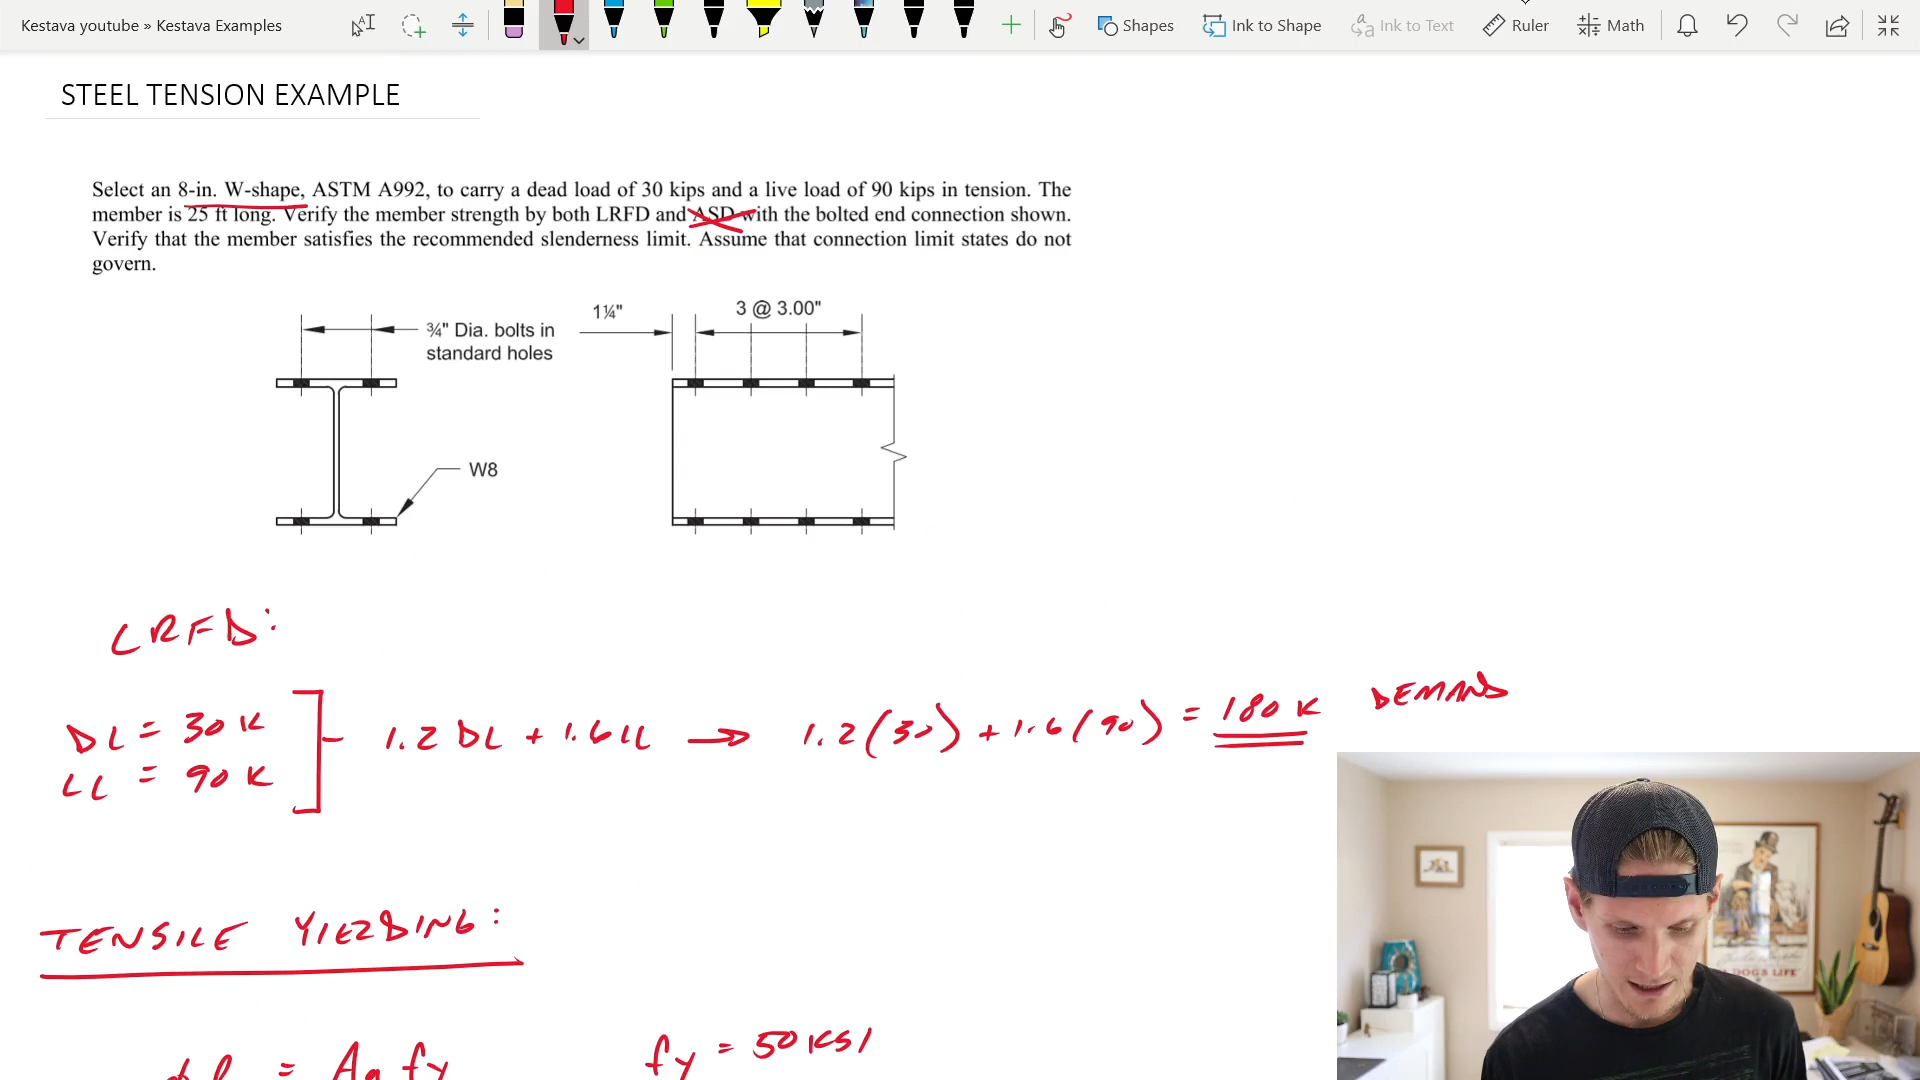 Kestava youtube » Kestava Examples
Shapes
Ink to Shape
Ink to Text
Ruler
Math
STEEL TENSION EXAMPLE
Select an 8-in. W-shape, ASTM A992, to carry a dead load of 30 kips and a live load of 90 kips in tension. The
member is 25 ft long. Verify the member strength by both LRFD and ASD with the bolted end connection shown.
Verify that the member satisfies the recommended slenderness limit. Assume that connection limit states do not
govern.
¾" Dia. bolts in
standard holes
1¼"
3 @ 3.00"
W8
LRFD:
DL = 30K
LL = 90 K
1.2 DL + 1.6 LL → 1.2(30) + 1.6(90) = 180 K DEMAND
TENSILE YIELDING:
= Ag fy
fy = 50 KSI
A DOGS LIFE